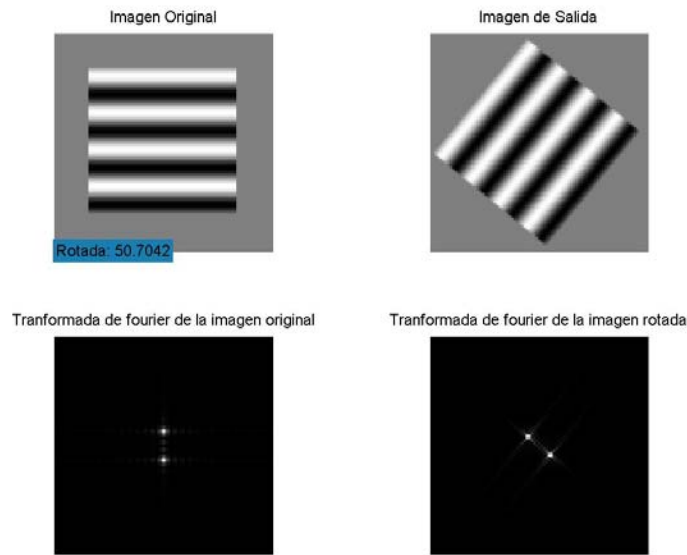 Imagen Original
Imagen de Salida
Rotada: 50.7042
Tranformada de fourier de la imagen original
Tranformada de fourier de la imagen rotada